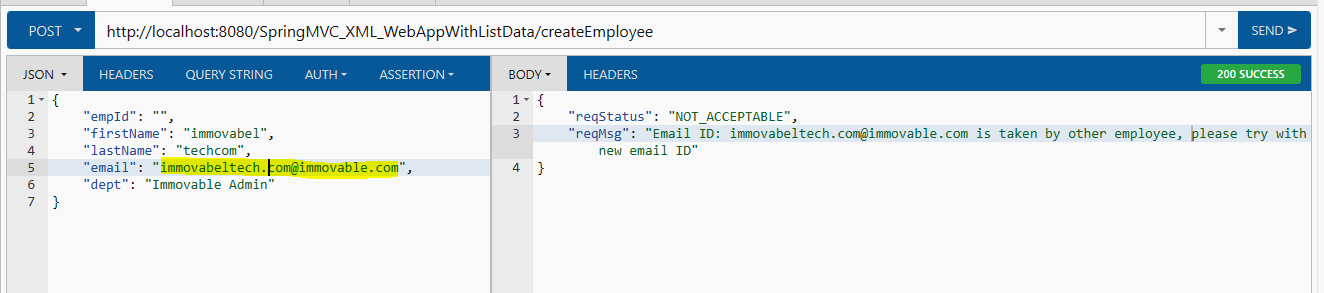 POST http://localhost:8080/SpringMVC_XML_WebAppWithListData/createEmployee SEND
JSON HEADERS QUERY STRING AUTH ASSERTION
1 {
2 "empId": "",
3 "firstName": "immovabel",
4 "lastName": "techcom",
5 "email": "immovabeltech.com@immovable.com",
6 "dept": "Immovable Admin"
7 }
BODY HEADERS 200 SUCCESS
1 {
2 "reqStatus": "NOT_ACCEPTABLE",
3 "reqMsg": "Email ID: immovabeltech.com@immovable.com is taken by other employee, please try with
new email ID"
4 }